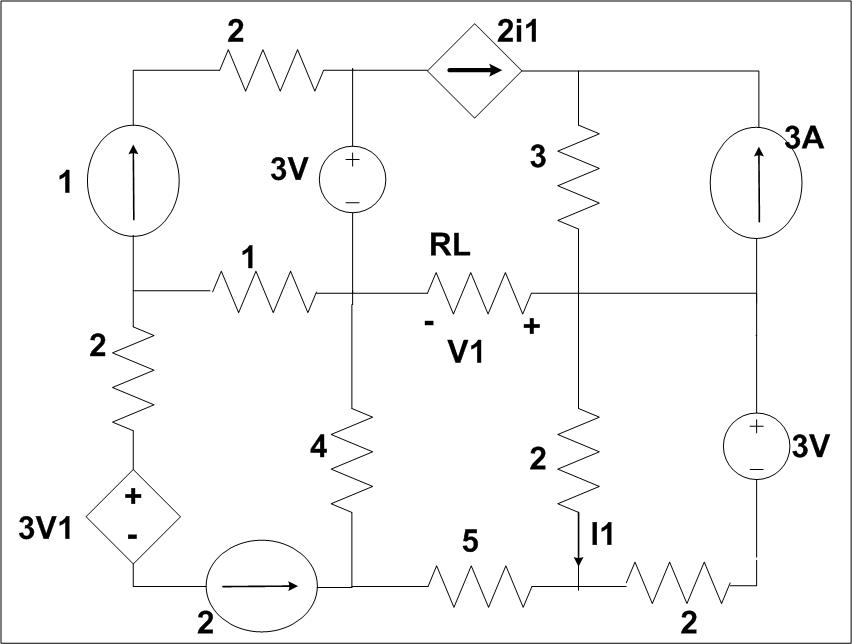 2
2i1
3A
1
3V
+
–
3
1
RL
-
+
V1
2
4
2
+
–
3V
3V1
+
-
5
I1
2
2